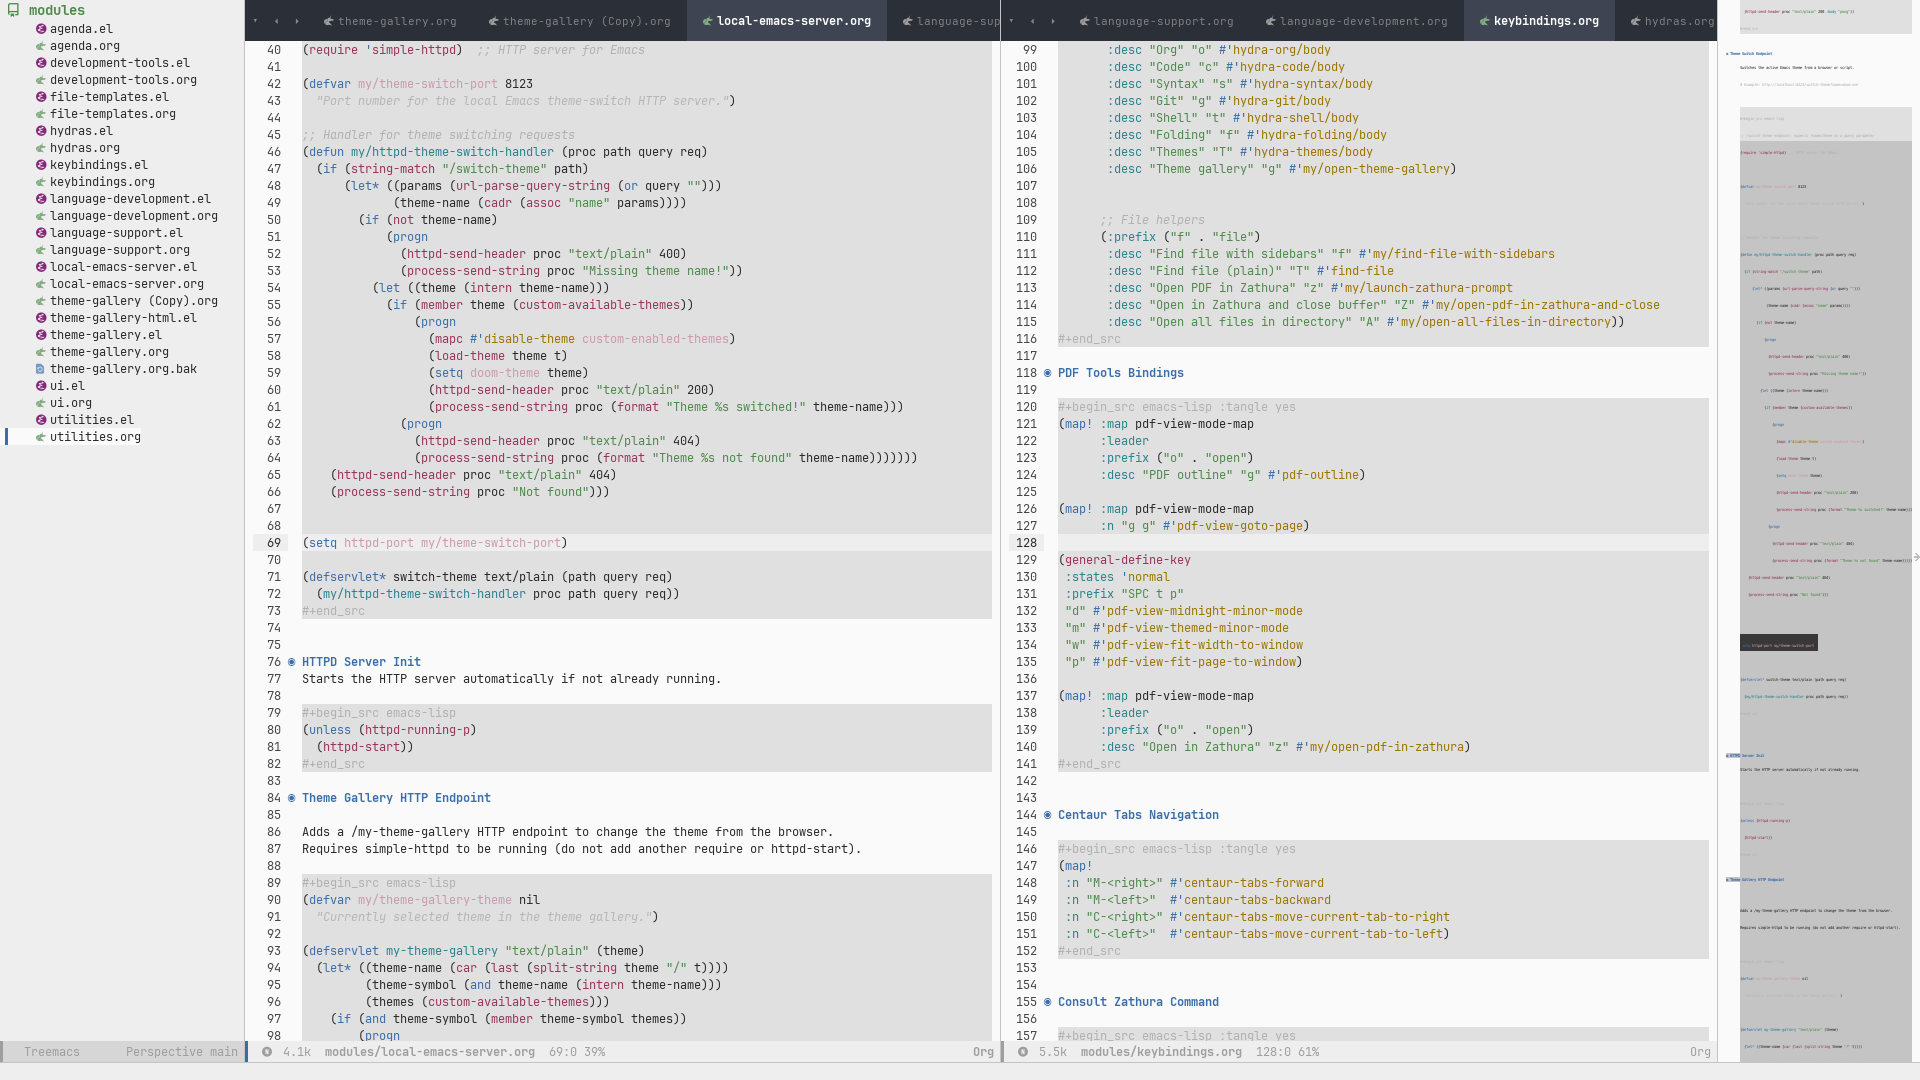 modules
agenda.el
agenda.org
development-tools.el
development-tools.org
file-templates.el
file-templates.org
hydras.el
hydras.org
keybindings.el
keybindings.org
language-development.el
language-development.org
language-support.el
language-support.org
local-emacs-server.el
local-emacs-server.org
theme-gallery (Copy).org
theme-gallery-html.el
theme-gallery.el
theme-gallery.org
theme-gallery.org.bak
ui.el
ui.org
utilities.el
utilities.org
Treemacs Perspective main
theme-gallery.org theme-gallery (Copy).org local-emacs-server.org language-sup
40 (require 'simple-httpd)  ;; HTTP server for Emacs
41
42 (defvar my/theme-switch-port 8123
43   "Port number for the local Emacs theme-switch HTTP server.")
44
45 ;; Handler for theme switching requests
46 (defun my/httpd-theme-switch-handler (proc path query req)
47   (if (string-match "/switch-theme" path)
48       (let* ((params (url-parse-query-string (or query "")))
49              (theme-name (cadr (assoc "name" params))))
50         (if (not theme-name)
51             (progn
52               (httpd-send-header proc "text/plain" 400)
53               (process-send-string proc "Missing theme name!"))
54           (let ((theme (intern theme-name)))
55             (if (member theme (custom-available-themes))
56                 (progn
57                   (mapc #'disable-theme custom-enabled-themes)
58                   (load-theme theme t)
59                   (setq doom-theme theme)
60                   (httpd-send-header proc "text/plain" 200)
61                   (process-send-string proc (format "Theme %s switched!" theme-name)))
62               (progn
63                 (httpd-send-header proc "text/plain" 404)
64                 (process-send-string proc (format "Theme %s not found" theme-name)))))))
65     (httpd-send-header proc "text/plain" 404)
66     (process-send-string proc "Not found")))
67
68
69 (setq httpd-port my/theme-switch-port)
70
71 (defservlet* switch-theme text/plain (path query req)
72   (my/httpd-theme-switch-handler proc path query req))
73 #+end_src
74
75
76 ◉ HTTPD Server Init
77 Starts the HTTP server automatically if not already running.
78
79 #+begin_src emacs-lisp
80 (unless (httpd-running-p)
81   (httpd-start))
82 #+end_src
83
84 ◉ Theme Gallery HTTP Endpoint
85
86 Adds a /my-theme-gallery HTTP endpoint to change the theme from the browser.
87 Requires simple-httpd to be running (do not add another require or httpd-start).
88
89 #+begin_src emacs-lisp
90 (defvar my/theme-gallery-theme nil
91   "Currently selected theme in the theme gallery.")
92
93 (defservlet my-theme-gallery "text/plain" (theme)
94   (let* ((theme-name (car (last (split-string theme "/" t))))
95          (theme-symbol (and theme-name (intern theme-name)))
96          (themes (custom-available-themes)))
97     (if (and theme-symbol (member theme-symbol themes))
98         (progn
4.1k modules/local-emacs-server.org 69:0 39% Org
language-support.org language-development.org keybindings.org hydras.org
99        :desc "Org" "o" #'hydra-org/body
100       :desc "Code" "c" #'hydra-code/body
101       :desc "Syntax" "s" #'hydra-syntax/body
102       :desc "Git" "g" #'hydra-git/body
103       :desc "Shell" "t" #'hydra-shell/body
104       :desc "Folding" "f" #'hydra-folding/body
105       :desc "Themes" "T" #'hydra-themes/body
106       :desc "Theme gallery" "g" #'my/open-theme-gallery)
107
108
109      ;; File helpers
110      (:prefix ("f" . "file")
111       :desc "Find file with sidebars" "f" #'my/find-file-with-sidebars
112       :desc "Find file (plain)" "T" #'find-file
113       :desc "Open PDF in Zathura" "z" #'my/launch-zathura-prompt
114       :desc "Open in Zathura and close buffer" "Z" #'my/open-pdf-in-zathura-and-close
115       :desc "Open all files in directory" "A" #'my/open-all-files-in-directory))
116 #+end_src
117
118 ◉ PDF Tools Bindings
119
120 #+begin_src emacs-lisp :tangle yes
121 (map! :map pdf-view-mode-map
122       :leader
123       :prefix ("o" . "open")
124       :desc "PDF outline" "g" #'pdf-outline)
125
126 (map! :map pdf-view-mode-map
127       :n "g g" #'pdf-view-goto-page)
128
129 (general-define-key
130  :states 'normal
131  :prefix "SPC t p"
132  "d" #'pdf-view-midnight-minor-mode
133  "m" #'pdf-view-themed-minor-mode
134  "w" #'pdf-view-fit-width-to-window
135  "p" #'pdf-view-fit-page-to-window)
136
137 (map! :map pdf-view-mode-map
138       :leader
139       :prefix ("o" . "open")
140       :desc "Open in Zathura" "z" #'my/open-pdf-in-zathura)
141 #+end_src
142
143
144 ◉ Centaur Tabs Navigation
145
146 #+begin_src emacs-lisp :tangle yes
147 (map!
148  :n "M-<right>" #'centaur-tabs-forward
149  :n "M-<left>"  #'centaur-tabs-backward
150  :n "C-<right>" #'centaur-tabs-move-current-tab-to-right
151  :n "C-<left>"  #'centaur-tabs-move-current-tab-to-left)
152 #+end_src
153
154
155 ◉ Consult Zathura Command
156
157 #+begin_src emacs-lisp :tangle yes
5.5k modules/keybindings.org 128:0 61% Org